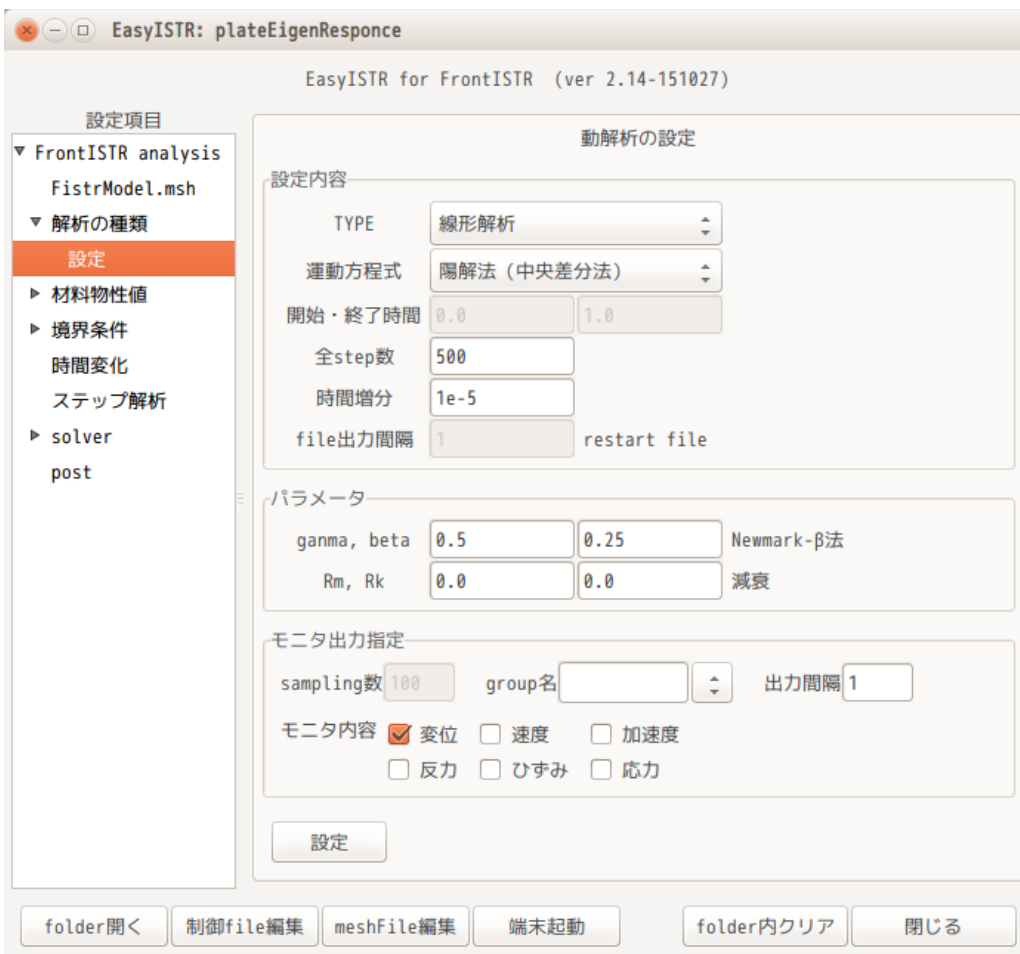 EasyISTR: plateEigenResponce
EasyISTR for FrontISTR (ver 2.14-151027)
設定項目
FrontISTR analysis
FistrModel.msh
解析の種類
設定
材料物性値
境界条件
時間変化
ステップ解析
solver
post
動解析の設定
設定内容
TYPE 線形解析
運動方程式 陽解法（中央差分法）
開始・終了時間 0.0 1.0
全step数 500
時間増分 1e-5
file出力間隔 1 restart file
パラメータ
ganma, beta 0.5 0.25 Newmark-β法
Rm, Rk 0.0 0.0 減衰
モニタ出力指定
sampling数 100 group名 出力間隔 1
モニタ内容 変位 速度 加速度
反力 ひずみ 応力
設定
folder開く 制御file編集 meshFile編集 端末起動 folder内クリア 閉じる